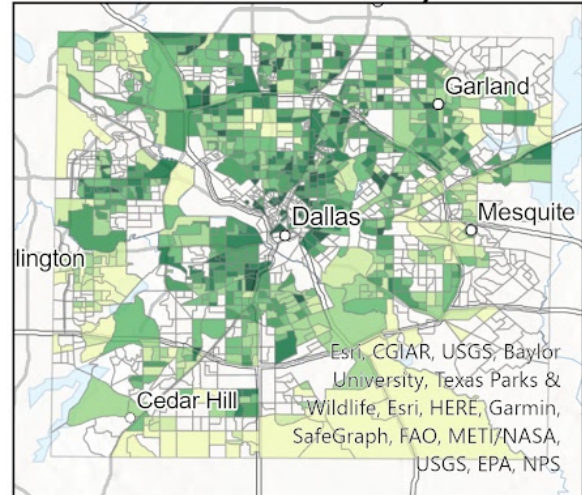 Garland
Dallas
Mesquite
lington
Esri, CGIAR, USGS, Baylor
University, Texas Parks &
Cedar Hill
Wildlife, Esri, HERE, Garmin,
SafeGraph, FAO, METI/NASA,
USGS, EPA, NPS